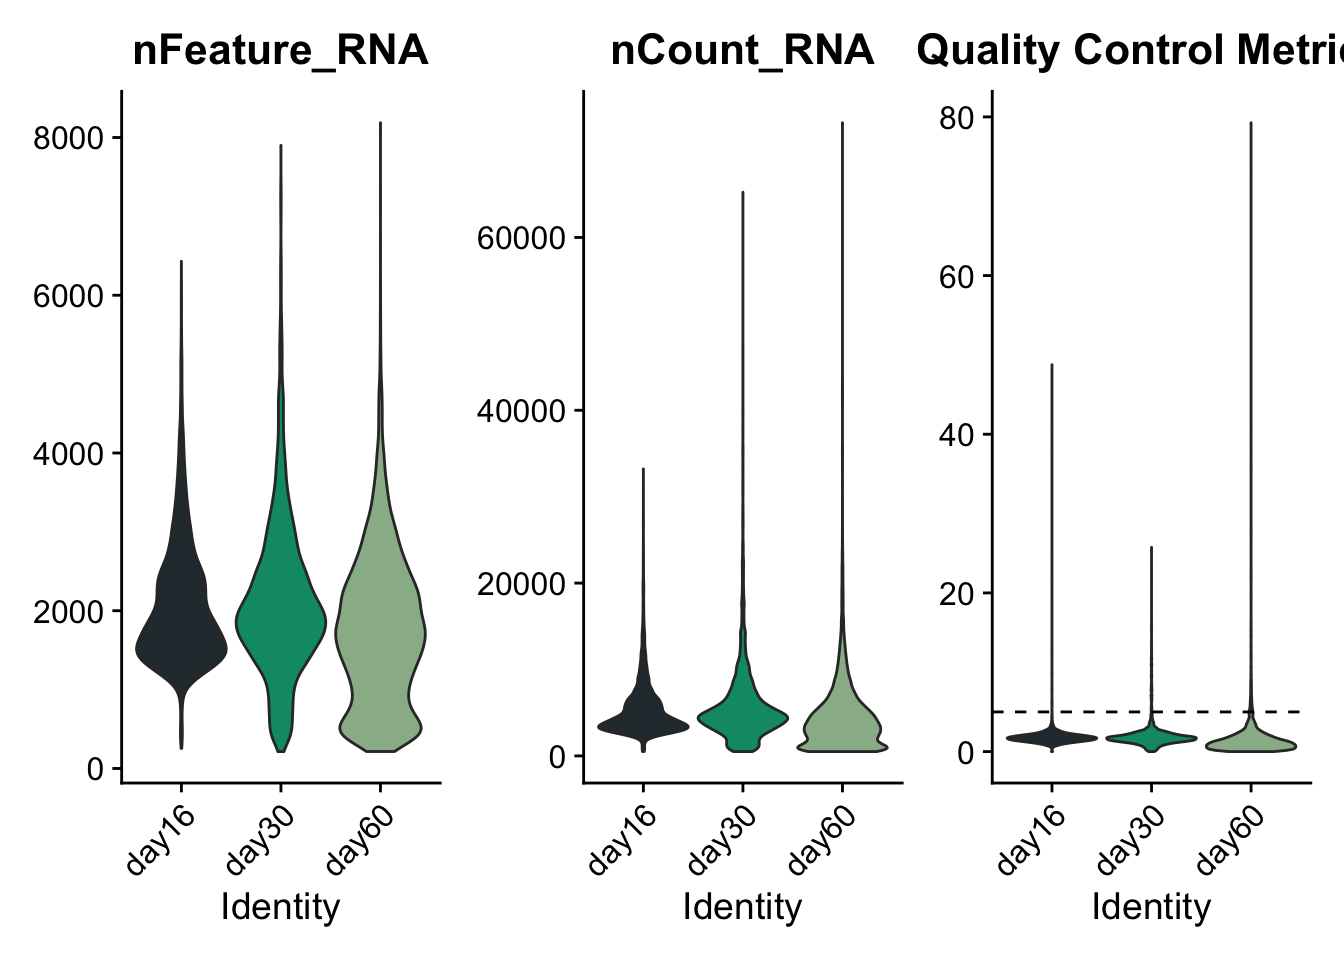 nFeature_RNA
8000
6000
4000
2000
0
day16
day30
day60
Identity
nCount_RNA
60000
40000
20000
0
day16
day30
day60
Identity
Quality Control Metric
80
60
40
20
0
day16
day30
day60
Identity